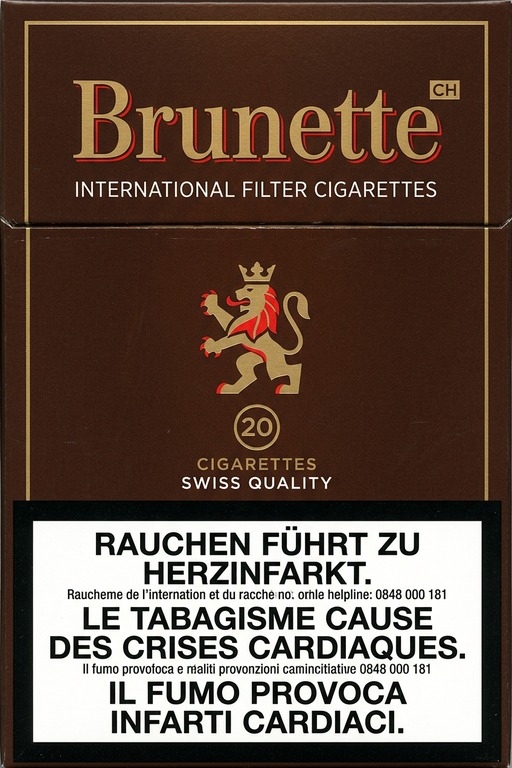 Brunette CH
INTERNATIONAL FILTER CIGARETTES
20
CIGARETTES
SWISS QUALITY
RAUCHEN FÜHRT ZU
HERZINFARKT.
Raucheme de l'internation et du racche no. orhle helpline: 0848 000 181
LE TABAGISME CAUSE
DES CRISES CARDIAQUES.
Il fumo provofoca e maliti provonzioni camincitiative 0848 000 181
IL FUMO PROVOCA
INFARTI CARDIACI.